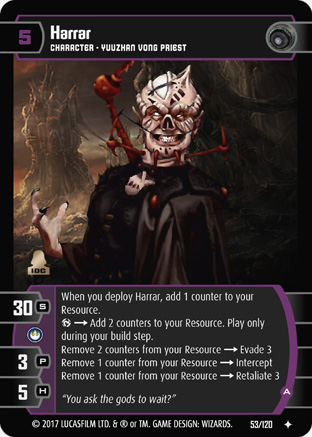 5 Harrar
CHARACTER - YUUZHAN VONG PRIEST
IDC
30 S
3 P
5 H
When you deploy Harrar, add 1 counter to your
Resource.
→ Add 2 counters to your Resource. Play only
during your build step.
Remove 2 counters from your Resource → Evade 3
Remove 1 counter from your Resource → Intercept
Remove 1 counter from your Resource → Retaliate 3
A
"You ask the gods to wait?"
© 2017 LUCASFILM LTD. & ® or TM. GAME DESIGN: WIZARDS. 53/120